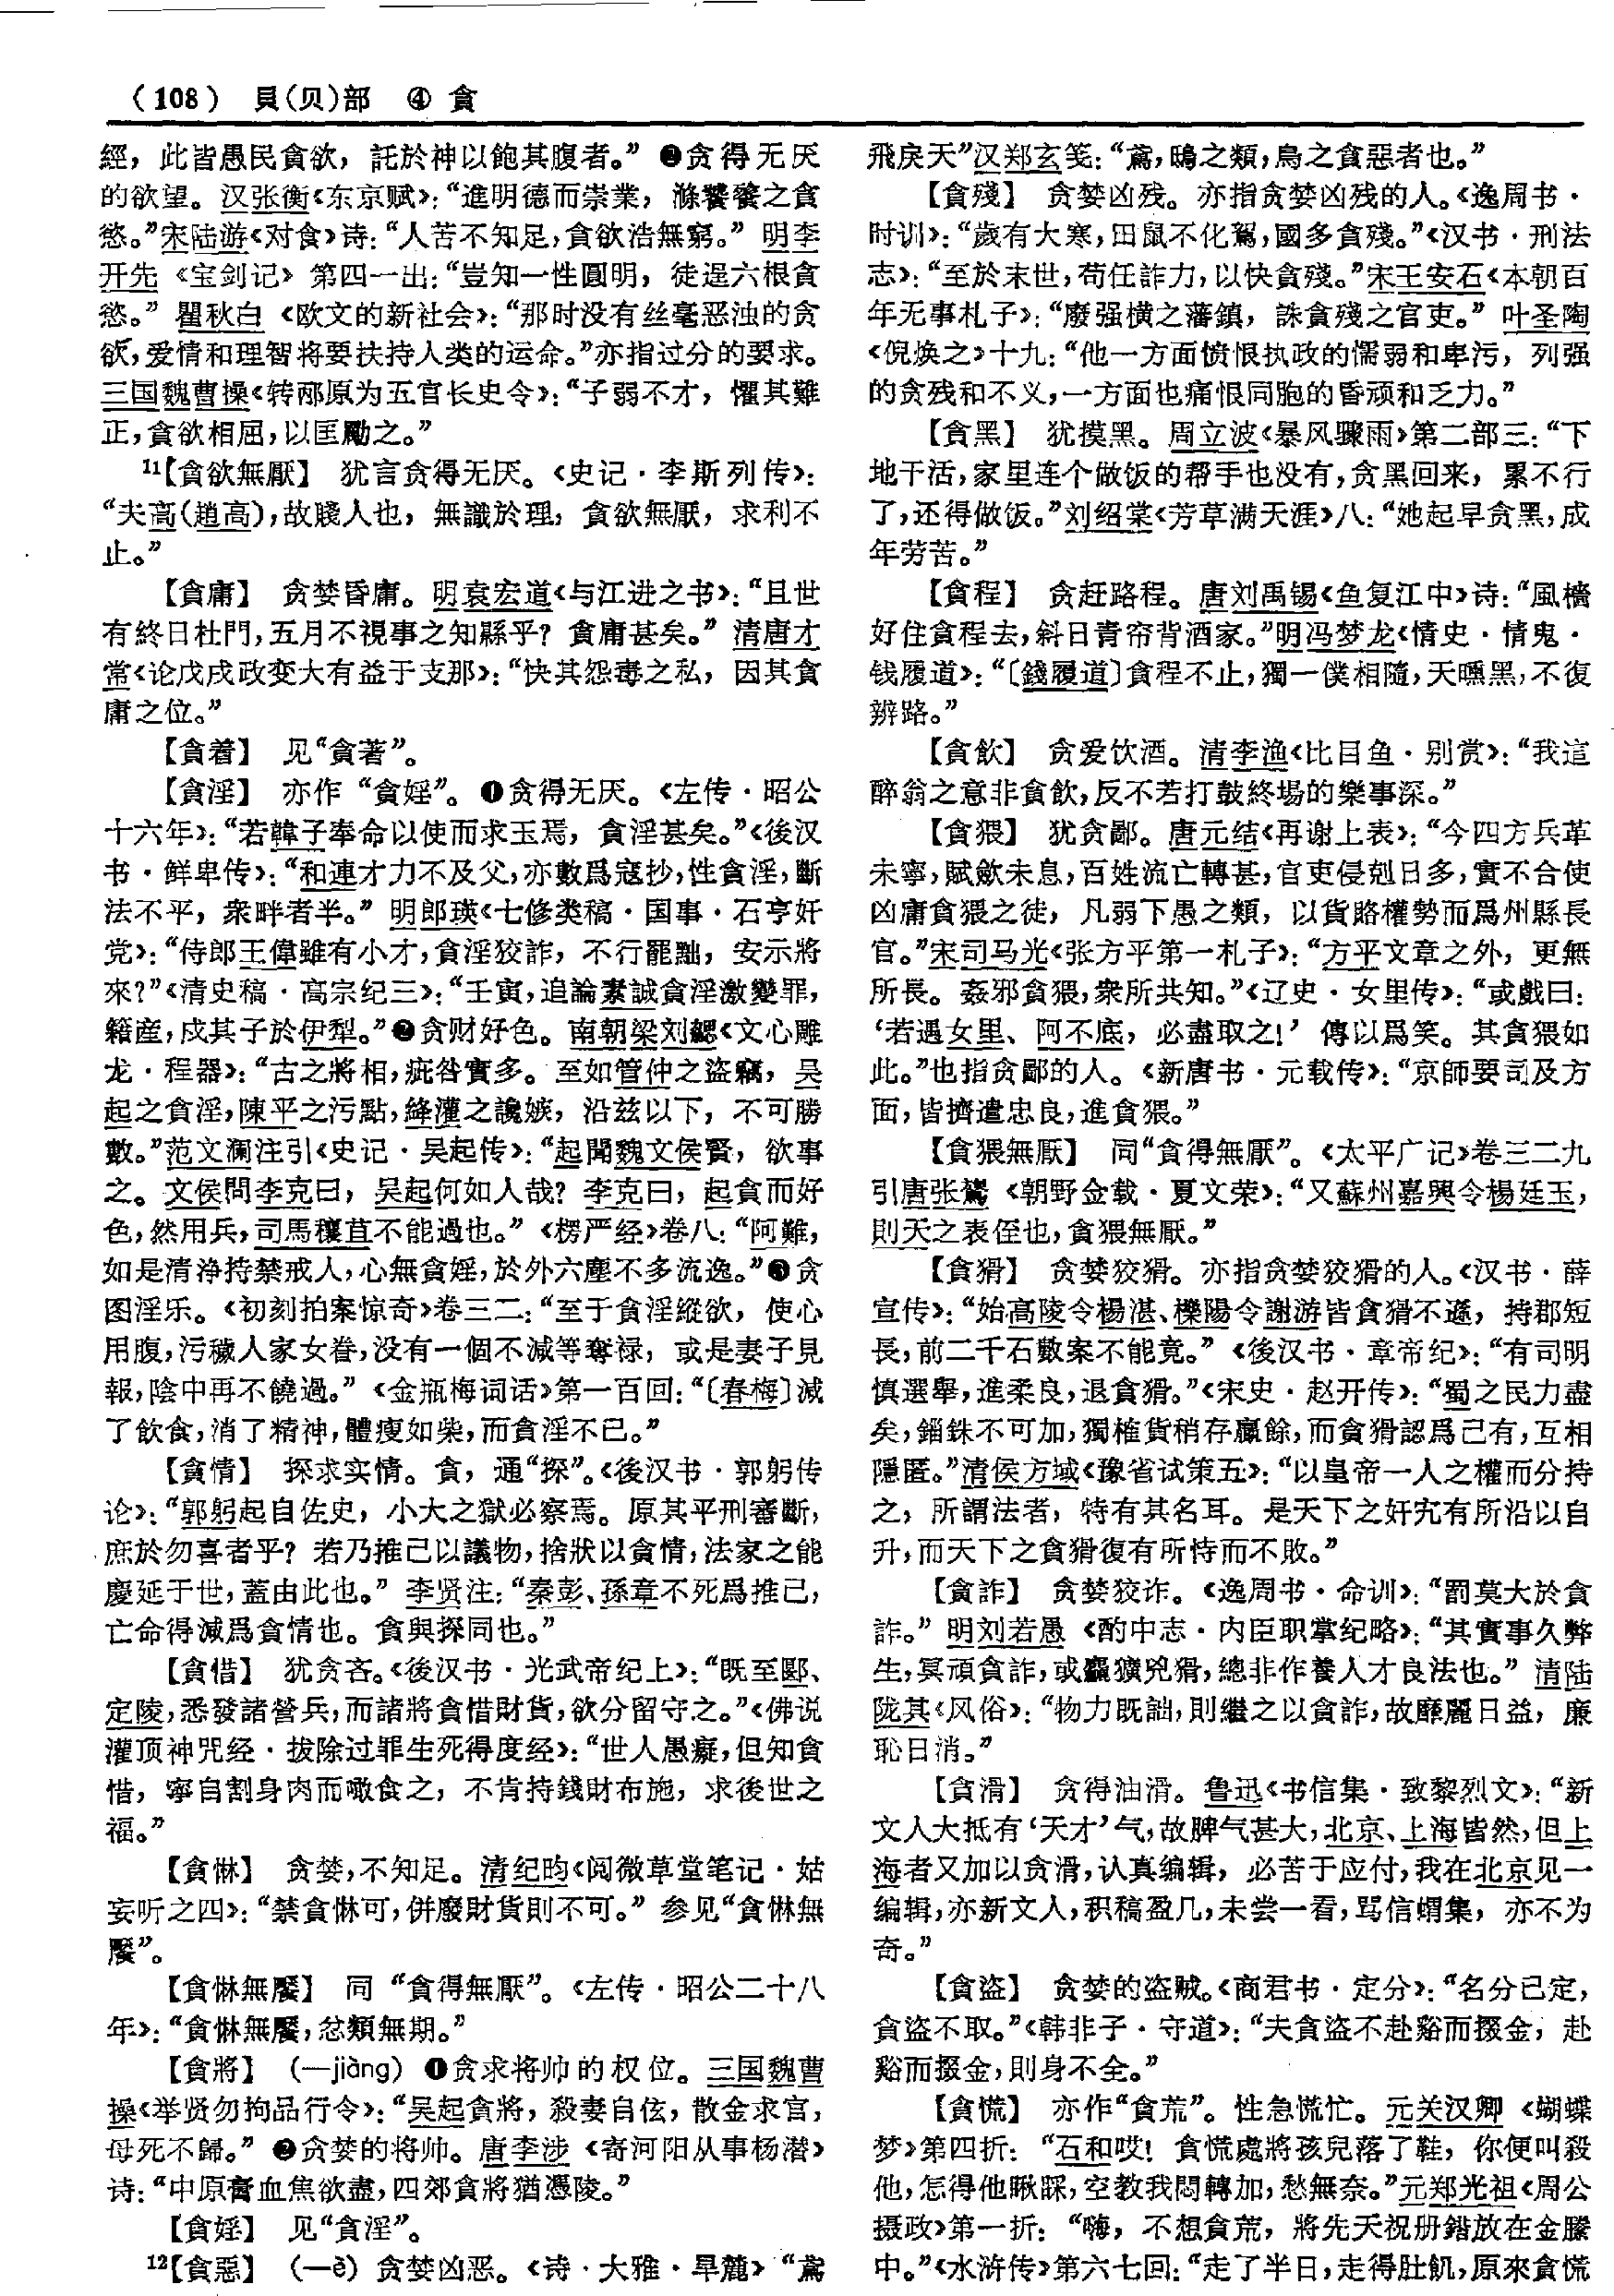 （108）　貝(贝)部　④ 貪
經，此皆愚民貪欲，託於神以飽其腹者。”❷贪得无厌
的欲望。汉张衡《东京赋》：“進明德而崇業，滌饕餮之貪
慾。”宋陆游《对食》诗：“人苦不知足，貪欲浩無窮。”明李
开先《宝剑记》第四一出：“豈知一性圓明，徒逞六根貪
慾。”瞿秋白《欧文的新社会》：“那时没有丝毫恶浊的贪
欲，爱情和理智将要扶持人类的运命。”亦指过分的要求。
三国魏曹操《转邴原为五官长史令》：“子弱不才，懼其難
正，貪欲相屈，以匡勵之。”
11【貪欲無厭】　犹言贪得无厌。《史记·李斯列传》：
“夫高(趙高)，故賤人也，無識於理，貪欲無厭，求利不
止。”
【貪庸】　贪婪昏庸。明袁宏道《与江进之书》：“且世
有終日杜門，五月不視事之知縣乎？貪庸甚矣。”清唐才
常《论戊戌政变大有益于支那》：“快其怨毒之私，因其貪
庸之位。”
【貪着】　见“貪著”。
【貪淫】　亦作“貪婬”。❶贪得无厌。《左传·昭公
十六年》：“若韓子奉命以使而求玉焉，貪淫甚矣。”《後汉
书·鲜卑传》：“和連才力不及父，亦數爲寇抄，性貪淫，斷
法不平，衆畔者半。”明郎瑛《七修类稿·国事·石亨奸
党》：“侍郎王偉雖有小才，貪淫狡詐，不行罷黜，安示將
來？”《清史稿·高宗纪三》：“壬寅，追論素誠貪淫激變罪，
籍産，戍其子於伊犁。”❷贪财好色。南朝梁刘勰《文心雕
龙·程器》：“古之將相，疵咎實多。至如管仲之盜竊，吴
起之貪淫，陳平之污點，絳灌之讒嫉，沿兹以下，不可勝
數。”范文澜注引《史记·吴起传》：“起聞魏文侯賢，欲事
之。文侯問李克曰，吴起何如人哉？李克曰，起貪而好
色，然用兵，司馬穰苴不能過也。”《楞严经》卷八：“阿難，
如是清净持禁戒人，心無貪婬，於外六塵不多流逸。”❸贪
图淫乐。《初刻拍案惊奇》卷三二：“至于貪淫縱欲，使心
用腹，污穢人家女眷，没有一個不減等奪禄，或是妻子見
報，陰中再不饒過。”《金瓶梅词话》第一百回：“〔春梅〕減
了飲食，消了精神，體瘦如柴，而貪淫不已。”
【貪情】　探求实情。貪，通“探”。《後汉书·郭躬传
论》：“郭躬起自佐史，小大之獄必察焉。原其平刑審斷，
庶於勿喜者乎？若乃推己以議物，捨狀以貪情，法家之能
慶延于世，蓋由此也。”李贤注：“秦彭、孫章不死爲推己，
亡命得減爲貪情也。貪與探同也。”
【貪惜】　犹贪吝。《後汉书·光武帝纪上》：“既至郾、
定陵，悉發諸營兵，而諸將貪惜財貨，欲分留守之。”《佛说
灌顶神咒经·拔除过罪生死得度经》：“世人愚癡，但知貪
惜，寧自割身肉而噉食之，不肯持錢財布施，求後世之
福。”
【貪惏】　贪婪，不知足。清纪昀《阅微草堂笔记·姑
妄听之四》：“禁貪惏可，併廢財貨則不可。”参见“貪惏無
饜”。
【貪惏無饜】　同“貪得無厭”。《左传·昭公二十八
年》：“貪惏無饜，忿類無期。”
【貪將】　（—jiàng）❶贪求将帅的权位。三国魏曹
操《举贤勿拘品行令》：“吴起貪將，殺妻自信，散金求官，
母死不歸。”❷贪婪的将帅。唐李涉《寄河阳从事杨潜》
诗：“中原膏血焦欲盡，四郊貪將猶憑陵。”
【貪婬】　见“貪淫”。
12【貪惡】　（—è）贪婪凶恶。《诗·大雅·旱麓》“鳶
飛戾天”汉郑玄笺：“鳶，鴟之類，鳥之貪惡者也。”
【貪殘】　贪婪凶残。亦指贪婪凶残的人。《逸周书·
时训》：“歲有大寒，田鼠不化鴽，國多貪殘。”《汉书·刑法
志》：“至於末世，苟任詐力，以快貪殘。”宋王安石《本朝百
年无事札子》：“廢强横之藩鎮，誅貪殘之官吏。”叶圣陶
《倪焕之》十九：“他一方面愤恨执政的懦弱和卑污，列强
的贪残和不义，一方面也痛恨同胞的昏顽和乏力。”
【貪黑】　犹摸黑。周立波《暴风骤雨》第二部三：“下
地干活，家里连个做饭的帮手也没有，贪黑回来，累不行
了，还得做饭。”刘绍棠《芳草满天涯》八：“她起早贪黑，成
年劳苦。”
【貪程】　贪赶路程。唐刘禹锡《鱼复江中》诗：“風檣
好住貪程去，斜日青帘背酒家。”明冯梦龙《情史·情鬼·
钱履道》：“〔錢履道〕貪程不止，獨一僕相隨，天曛黑，不復
辨路。”
【貪飲】　贪爱饮酒。清李渔《比目鱼·别赏》：“我這
醉翁之意非貪飲，反不若打鼓終場的樂事深。”
【貪猥】　犹贪鄙。唐元结《再谢上表》：“今四方兵革
未寧，賦歛未息，百姓流亡轉甚，官吏侵剋日多，實不合使
凶庸貪猥之徒，凡弱下愚之類，以貨賂權勢而爲州縣長
官。”宋司马光《张方平第一札子》：“方平文章之外，更無
所長。姦邪貪猥，衆所共知。”《辽史·女里传》：“或戲曰：
‘若遇女里、阿不底，必盡取之！’傳以爲笑。其貪猥如
此。”也指贪鄙的人。《新唐书·元载传》：“京師要司及方
面，皆擠遣忠良，進貪猥。”
【貪猥無厭】　同“貪得無厭”。《太平广记》卷三二九
引唐张鷟《朝野佥载·夏文荣》：“又蘇州嘉興令楊廷玉，
則天之表侄也，貪猥無厭。”
【貪猾】　贪婪狡猾。亦指贪婪狡猾的人。《汉书·薛
宣传》：“始高陵令楊湛、櫟陽令謝游皆貪猾不遜，持郡短
長，前二千石數案不能竟。”《後汉书·章帝纪》：“有司明
慎選舉，進柔良，退貪猾。”《宋史·赵开传》：“蜀之民力盡
矣，錙銖不可加，獨榷貨稍存羸餘，而貪猾認爲己有，互相
隱匿。”清侯方域《豫省试策五》：“以皇帝一人之權而分持
之，所謂法者，特有其名耳。是天下之奸宄有所沿以自
升，而天下之貪猾復有所恃而不敗。”
【貪詐】　贪婪狡诈。《逸周书·命训》：“罰莫大於貪
詐。”明刘若愚《酌中志·内臣职掌纪略》：“其實事久弊
生，冥頑貪詐，或麤獷兇猾，總非作養人才良法也。”清陆
陇其《风俗》：“物力既詘，則繼之以貪詐，故靡麗日益，廉
恥日消。”
【貪滑】　贪得油滑。鲁迅《书信集·致黎烈文》：“新
文人大抵有‘天才’气，故脾气甚大，北京、上海皆然，但上
海者又加以贪滑，认真编辑，必苦于应付，我在北京见一
编辑，亦新文人，积稿盈几，未尝一看，骂信蝟集，亦不为
奇。”
【貪盜】　贪婪的盗贼。《商君书·定分》：“名分已定，
貪盜不取。”《韩非子·守道》：“夫貪盜不赴谿而掇金，赴
谿而掇金，則身不全。”
【貪慌】　亦作“貪荒”。性急慌忙。元关汉卿《蝴蝶
梦》第四折：“石和哎！貪慌處將孩兒落了鞋，你便叫殺
他，怎得他瞅踩，空教我悶轉加，愁無奈。”元郑光祖《周公
摄政》第一折：“嗨，不想貪荒，將先天祝册錯放在金縢
中。”《水浒传》第六七回：“走了半日，走得肚飢，原來貪慌